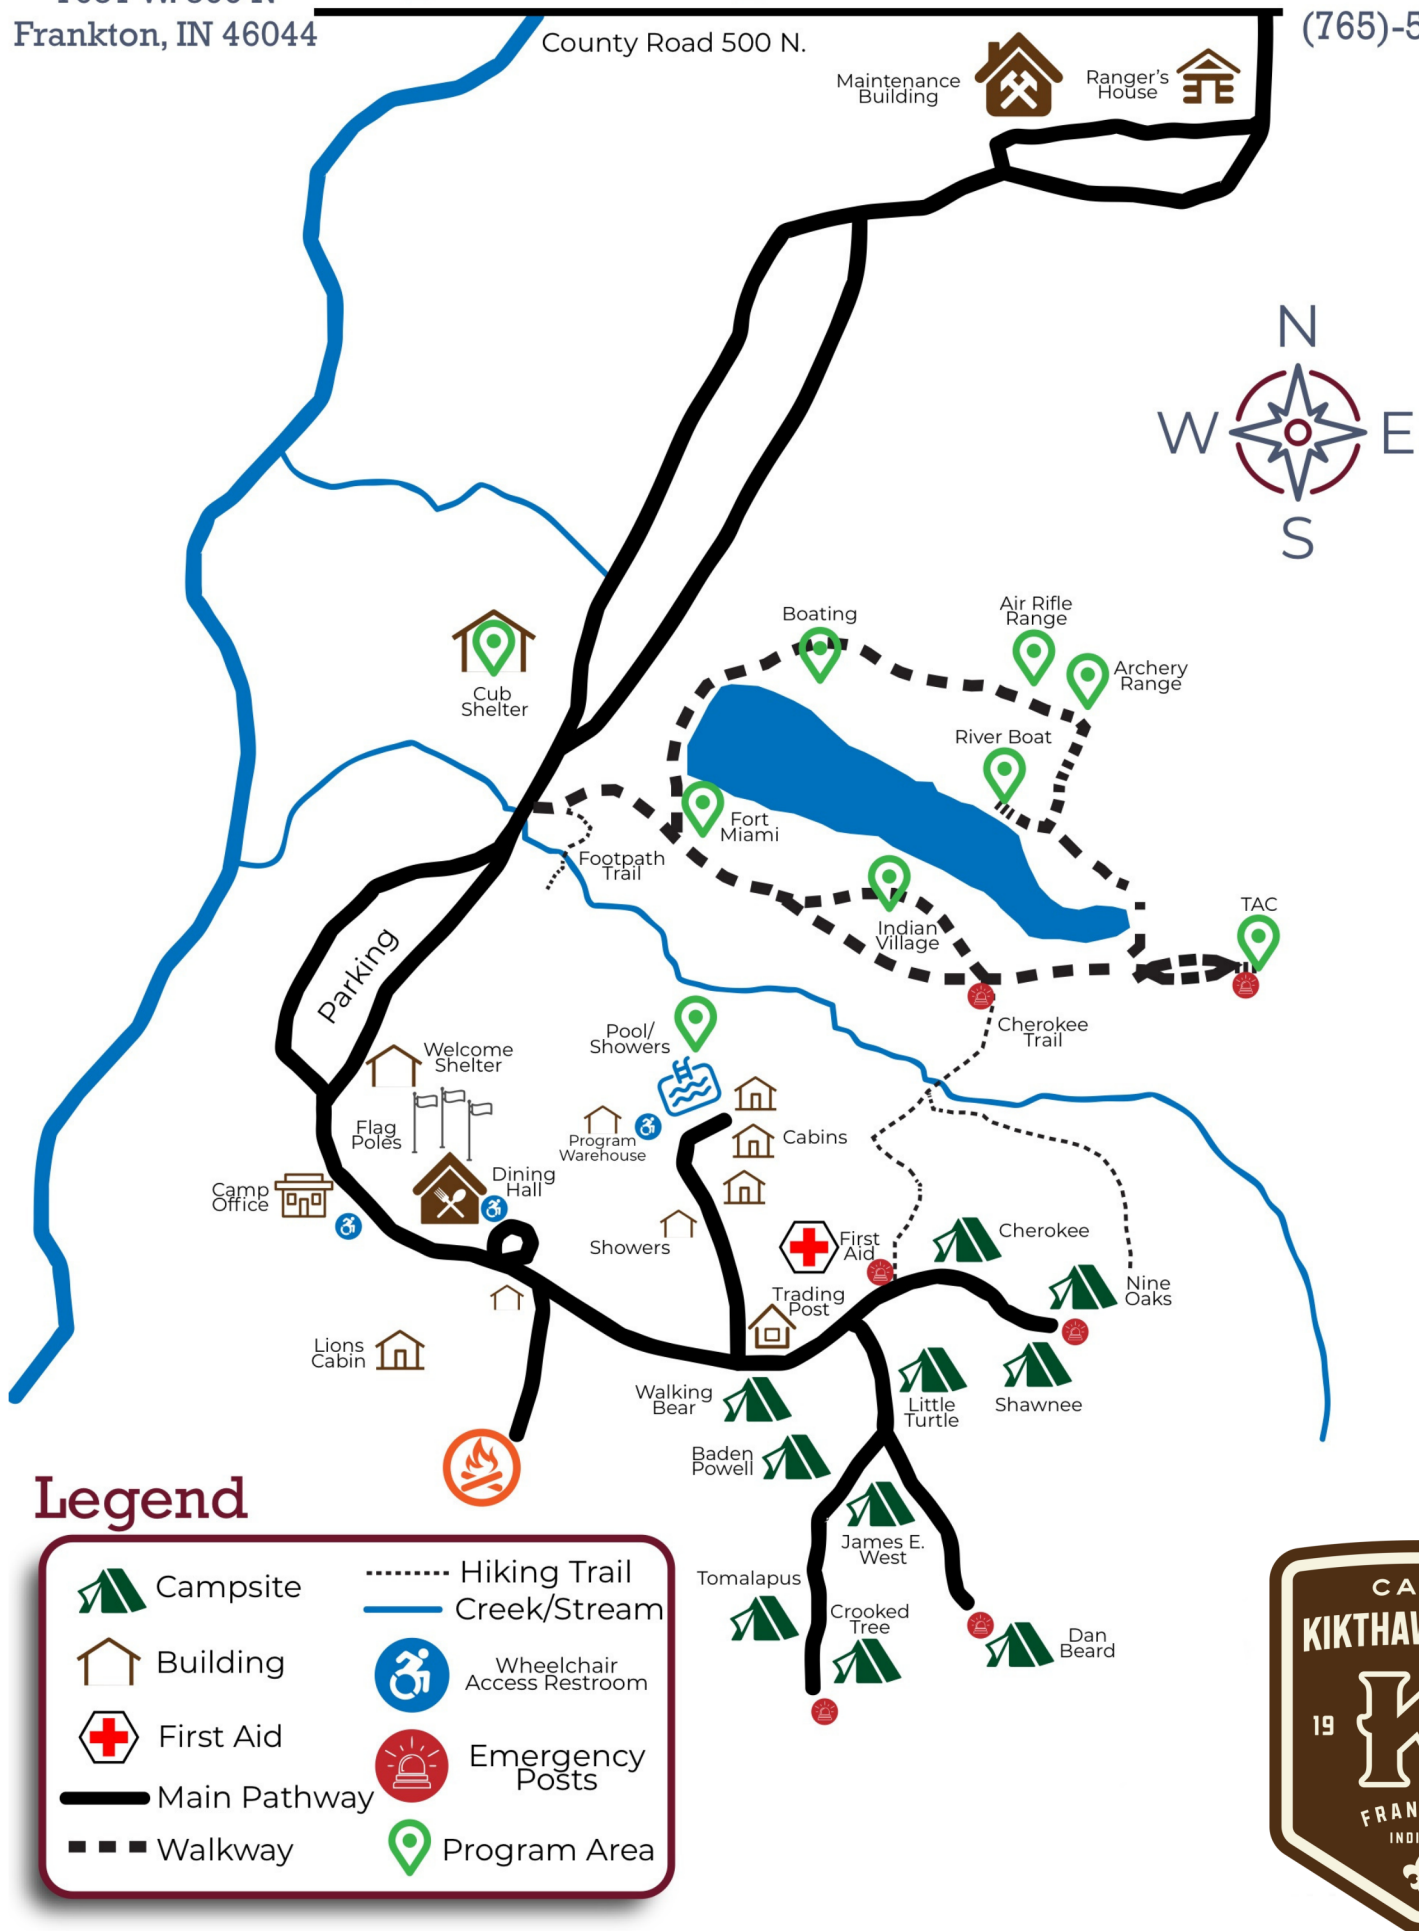 Frankton, IN 46044
County Road 500 N.
(765)-5
Maintenance
Building
Ranger's
House
N
W
E
S
Boating
Air Rifle
Range
Archery
Range
Cub
Shelter
River Boat
Fort
Miami
Footpath
Trail
Indian
Village
TAC
Parking
Cherokee
Trail
Pool/
Showers
Welcome
Shelter
Flag
Poles
Program
Warehouse
Cabins
Dining
Hall
Camp
Office
Showers
First
Aid
Cherokee
Nine
Oaks
Trading
Post
Lions
Cabin
Walking
Bear
Little
Turtle
Shawnee
Baden
Powell
James E.
West
Tomalapus
Crooked
Tree
Dan
Beard
Legend
Campsite
Building
First Aid
Main Pathway
Walkway
Hiking Trail
Creek/Stream
Wheelchair
Access Restroom
Emergency
Posts
Program Area
CA
KIKTHAW
19
K
FRAN
INDI